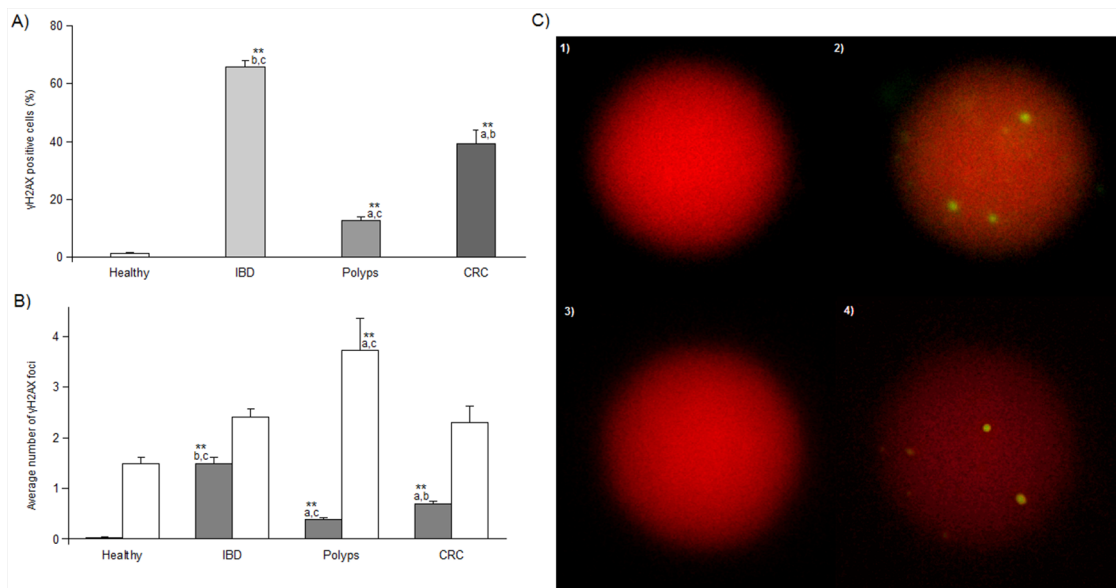 A)
γH2AX positive cells (%)
80
60
40
20
0
**
b,c
**
a,c
**
a,b
Healthy IBD Polyps CRC
B)
Average number of γH2AX foci
4
3
2
1
0
**
b,c
**
a,c
**
a,c
**
a,b
Healthy IBD Polyps CRC
C)
1) 2)
3) 4)